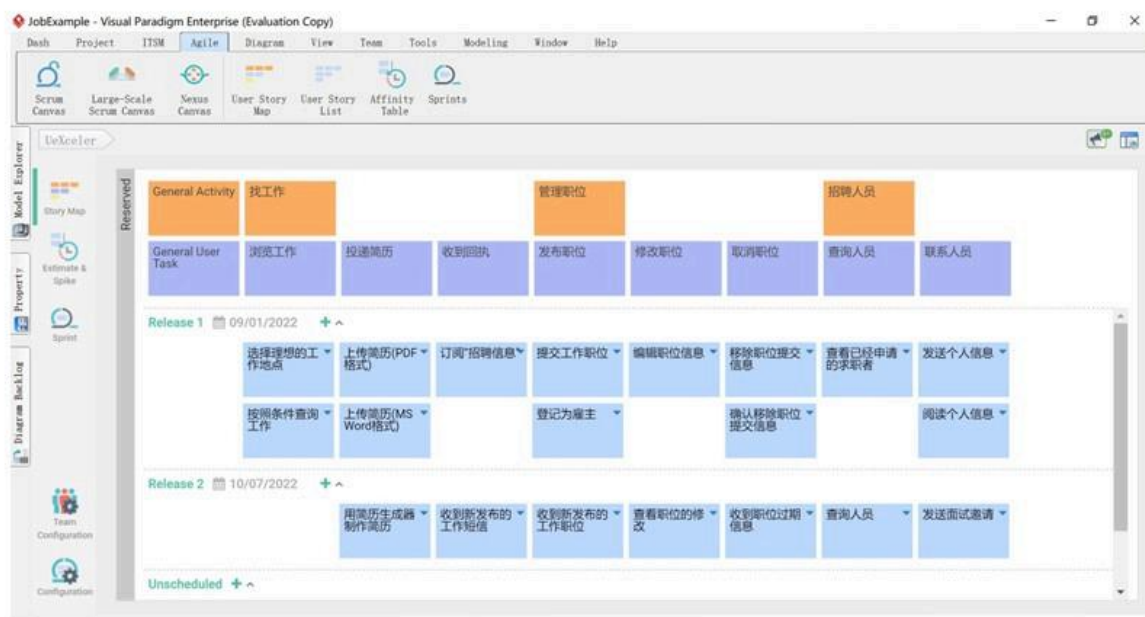 JobExample - Visual Paradigm Enterprise (Evaluation Copy)
Dash Project ITSM Agile Diagram View Team Tools Modeling Window Help
Scrum Canvas
Large-Scale Scrum Canvas
Nexus Canvas
User Story Map
User Story List
Affinity Table
Sprints
UeXceler
Model Explorer
Property
Diagram Backlog
Story Map
Estimate & Spike
Sprint
Team Configuration
Configuration
Reserved
General Activity
找工作
管理职位
招聘人员
General User Task
浏览工作
投递简历
收到回执
发布职位
修改职位
取消职位
查询人员
联系人员
Release 1 09/01/2022
选择理想的工作地点
上传简历(PDF格式)
订阅"招聘信息"
提交工作职位
编辑职位信息
移除职位提交信息
查看已经申请的求职者
发送个人信息
按照条件查询工作
上传简历(MS Word格式)
登记为雇主
确认移除职位提交信息
阅读个人信息
Release 2 10/07/2022
用简历生成器制作简历
收到新发布的工作短信
收到新发布的工作职位
查看职位的修改
收到职位过期信息
查询人员
发送面试邀请
Unscheduled